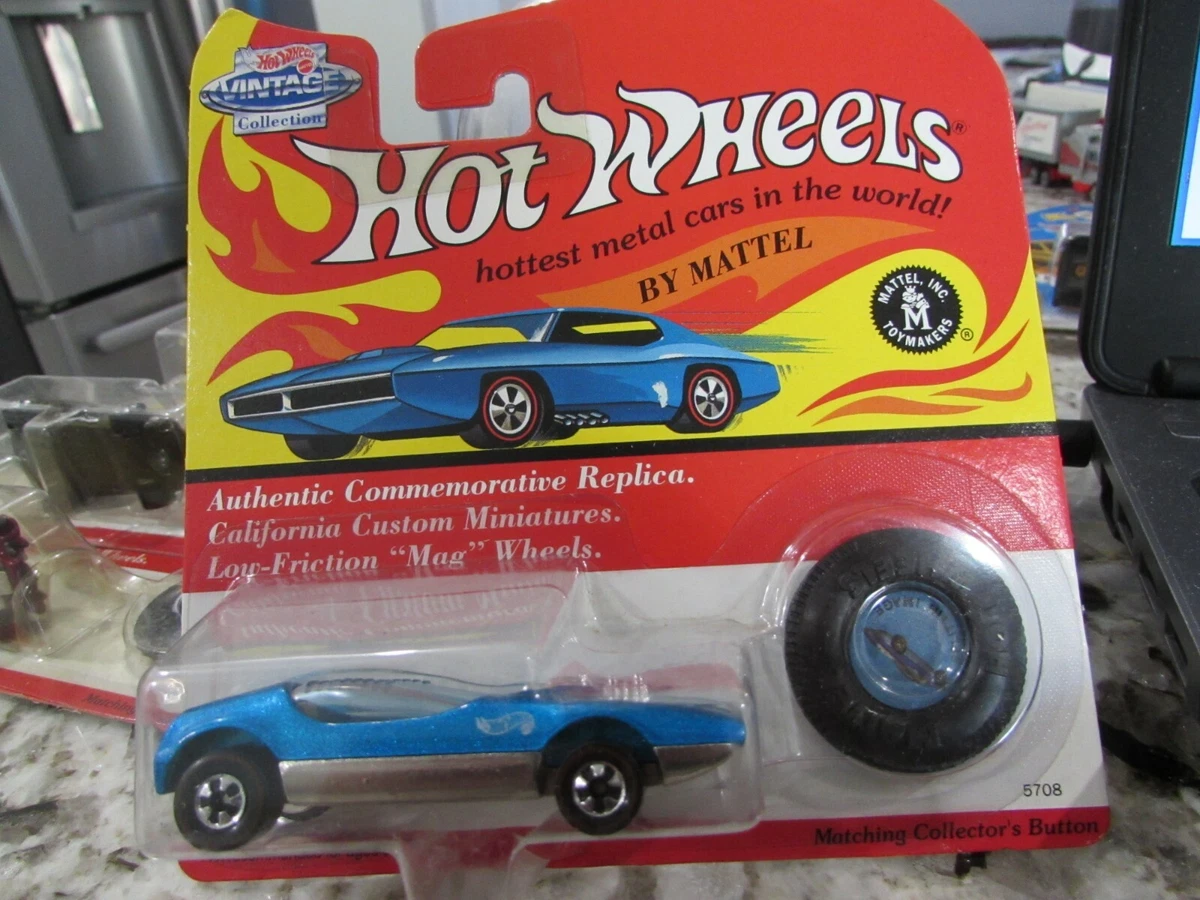 Hot Wheels
VINTAGE
Collection
Hot Wheels®
hottest metal cars in the world!
BY MATTEL
MATTEL, INC.
M
TOYMAKERS ®
Authentic Commemorative Replica.
California Custom Miniatures.
Low-Friction “Mag” Wheels.
5708
Matching Collector's Button